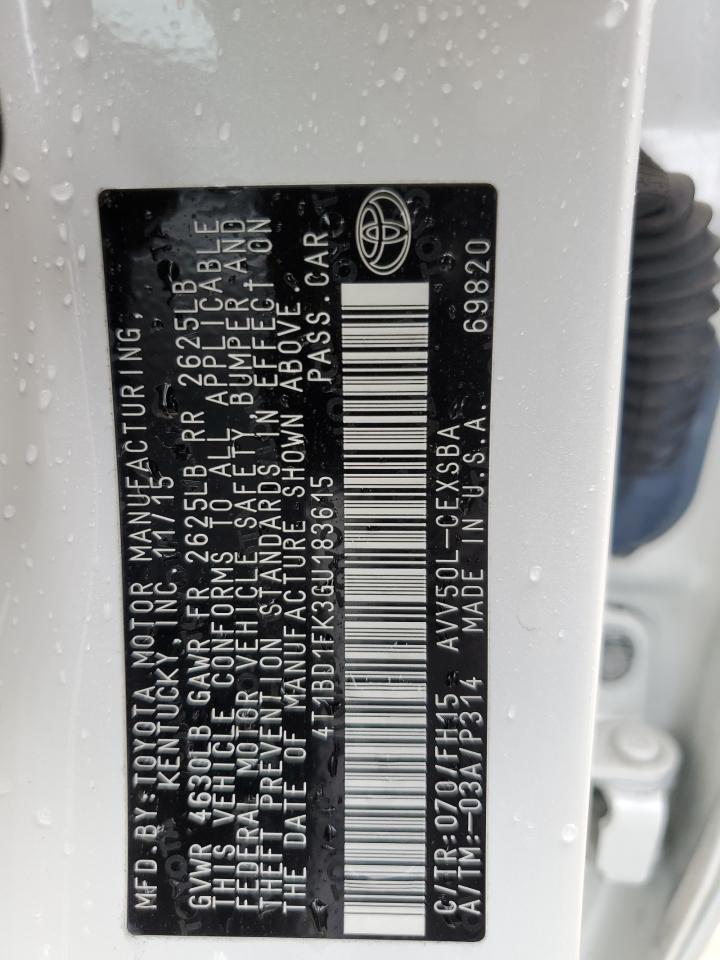 MFD BY: TOYOTA MOTOR MANUFACTURING,
KENTUCKY, INC. 11/15
GVWR 4630LB GAWR FR 2625LB RR 2625LB
THIS VEHICLE CONFORMS TO ALL APPLICABLE
FEDERAL MOTOR VEHICLE SAFETY BUMPER, AND
THEFT PREVENTION STANDARDS IN EFFECT ON
THE DATE OF MANUFACTURE SHOWN ABOVE.
4T1BD1FK3GU183615 PASS.CAR
C/TR:070/FH15 AVV50L-CEXSBA 69820
A/TM:-03A/P314 MADE IN U.S.A.